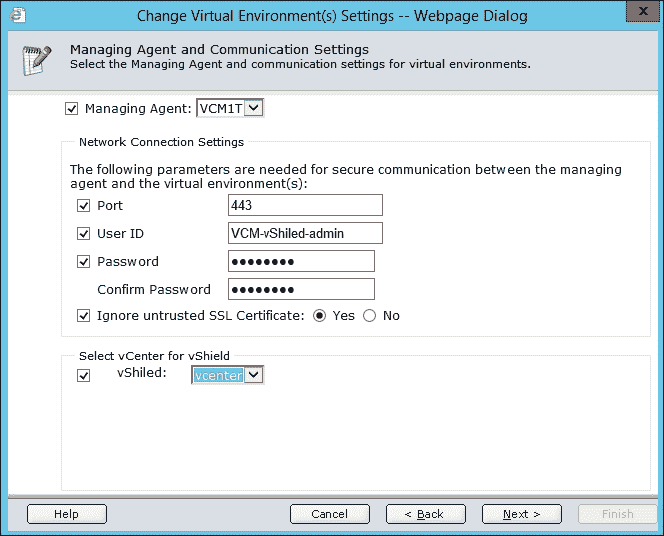 Change Virtual Environment(s) Settings -- Webpage Dialog
x
Managing Agent and Communication Settings
Select the Managing Agent and communication settings for virtual environments.
Managing Agent: VCM1T
Network Connection Settings
The following parameters are needed for secure communication between the managing
agent and the virtual environment(s):
Port 443
User ID VCM-vShiled-admin
Password ●●●●●●●●
Confirm Password ●●●●●●●●
Ignore untrusted SSL Certificate: Yes No
Select vCenter for vShield
vShiled: vcenter
Help Cancel < Back Next > Finish